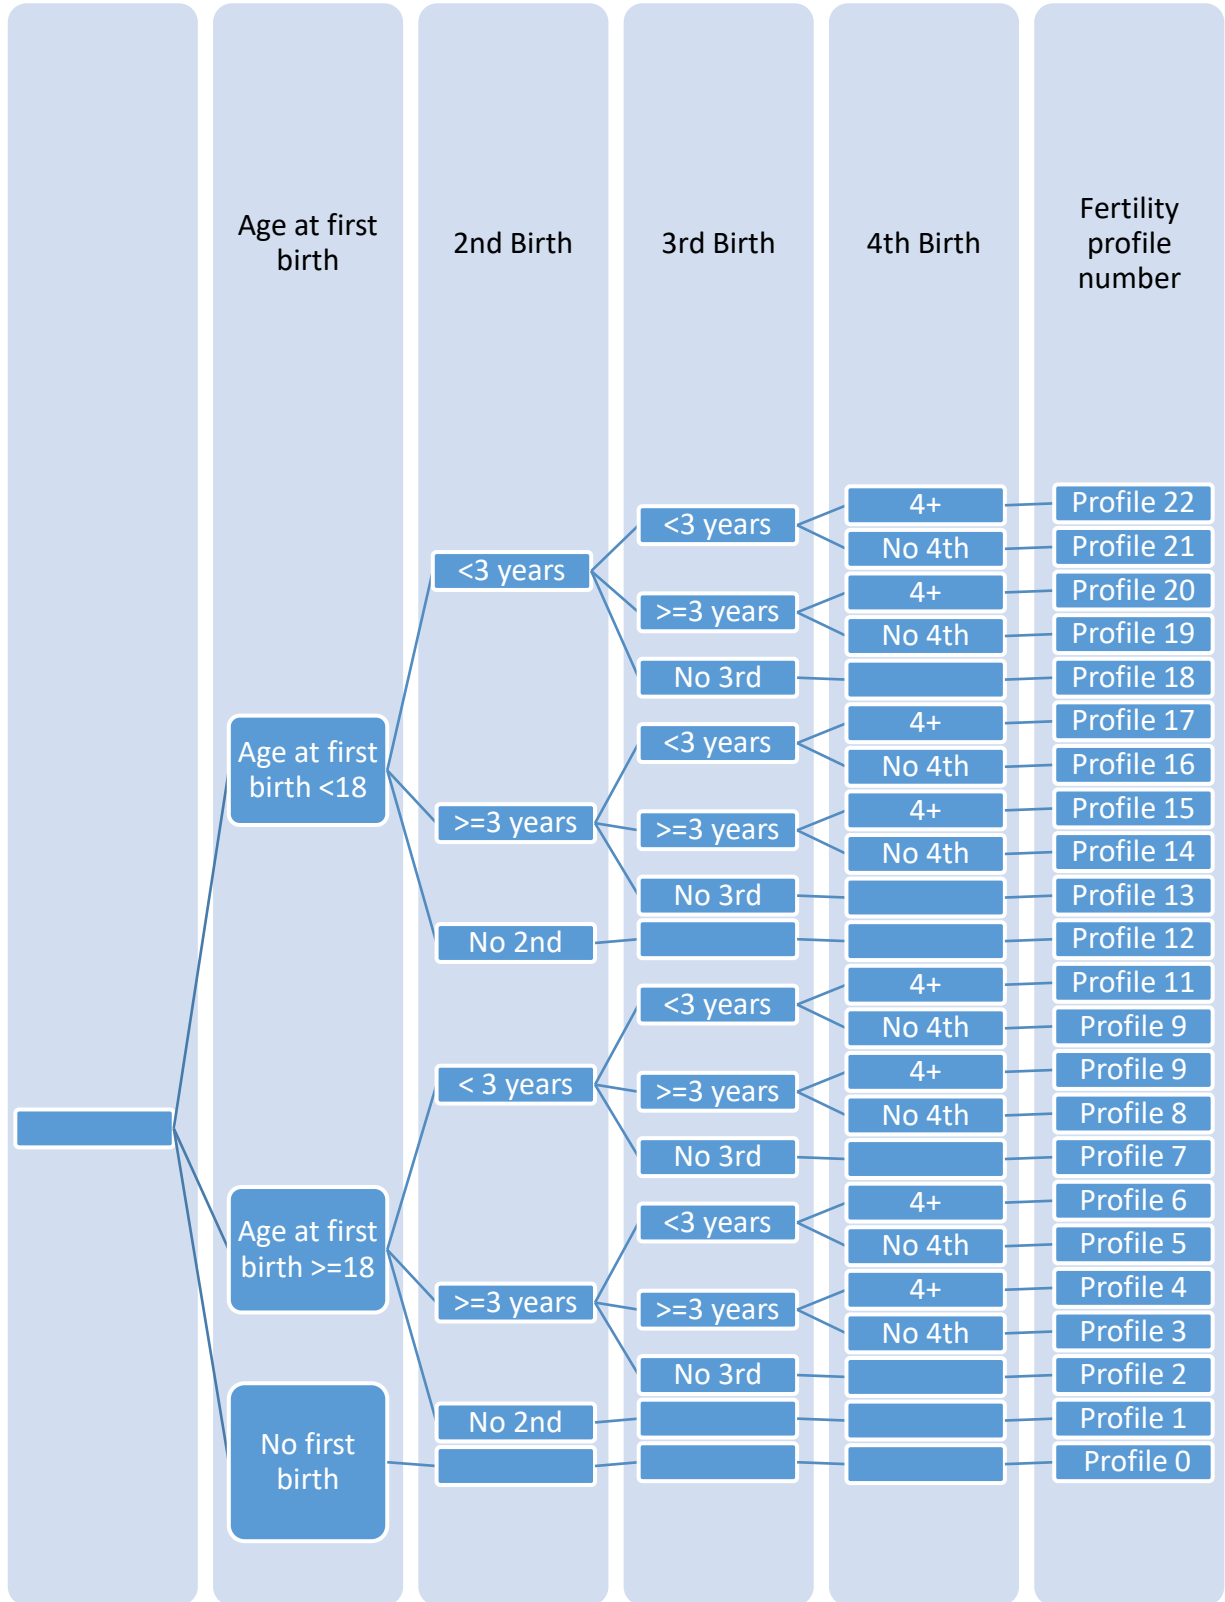 Age at first
birth
2nd Birth
3rd Birth
4th Birth
Fertility
profile
number
Age at first
birth <18
<3 years
<3 years
4+
Profile 22
No 4th
Profile 21
>=3 years
4+
Profile 20
No 4th
Profile 19
No 3rd
Profile 18
>=3 years
<3 years
4+
Profile 17
No 4th
Profile 16
>=3 years
4+
Profile 15
No 4th
Profile 14
No 3rd
Profile 13
No 2nd
Profile 12
Age at first
birth >=18
< 3 years
<3 years
4+
Profile 11
No 4th
Profile 9
>=3 years
4+
Profile 9
No 4th
Profile 8
No 3rd
Profile 7
>=3 years
<3 years
4+
Profile 6
No 4th
Profile 5
>=3 years
4+
Profile 4
No 4th
Profile 3
No 3rd
Profile 2
No 2nd
Profile 1
No first
birth
Profile 0